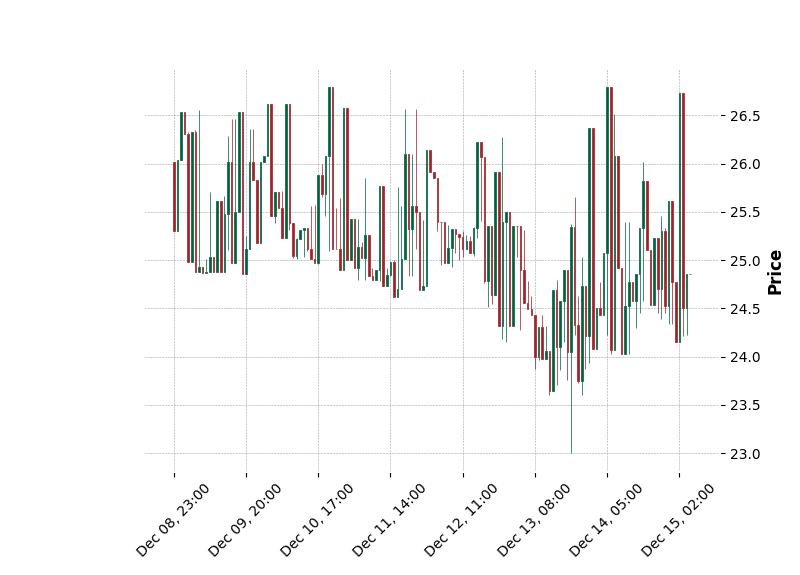 26.5
26.0
25.5
25.0
24.5
24.0
23.5
23.0
Price
Dec 08, 23:00
Dec 09, 20:00
Dec 10, 17:00
Dec 11, 14:00
Dec 12, 11:00
Dec 13, 08:00
Dec 14, 05:00
Dec 15, 02:00